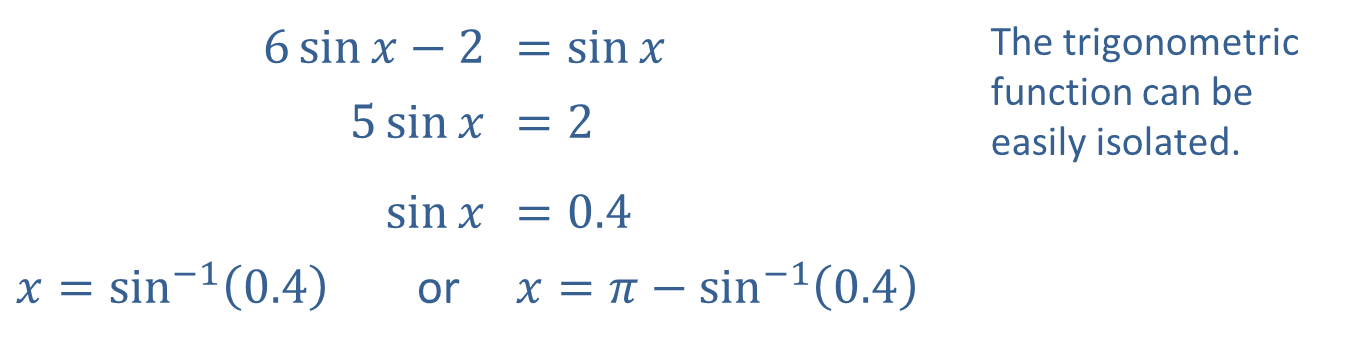 6 sin x − 2 = sin x
5 sin x = 2
sin x = 0.4
x = sin⁻¹(0.4) or x = π − sin⁻¹(0.4)
The trigonometric
function can be
easily isolated.